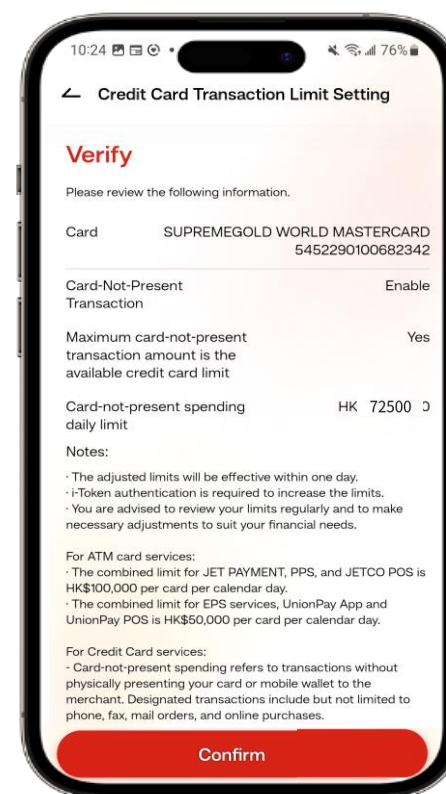 10:24 76%
Credit Card Transaction Limit Setting
Verify
Please review the following information.
Card SUPREMEGOLD WORLD MASTERCARD
5452290100682342
Card-Not-Present Enable
Transaction
Maximum card-not-present Yes
transaction amount is the
available credit card limit
Card-not-present spending HK 72500
daily limit
Notes:
· The adjusted limits will be effective within one day.
· i-Token authentication is required to increase the limits.
· You are advised to review your limits regularly and to make
necessary adjustments to suit your financial needs.
For ATM card services:
· The combined limit for JET PAYMENT, PPS, and JETCO POS is
HK$100,000 per card per calendar day.
· The combined limit for EPS services, UnionPay App and
UnionPay POS is HK$50,000 per card per calendar day.
For Credit Card services:
- Card-not-present spending refers to transactions without
physically presenting your card or mobile wallet to the
merchant. Designated transactions include but not limited to
phone, fax, mail orders, and online purchases.
Confirm